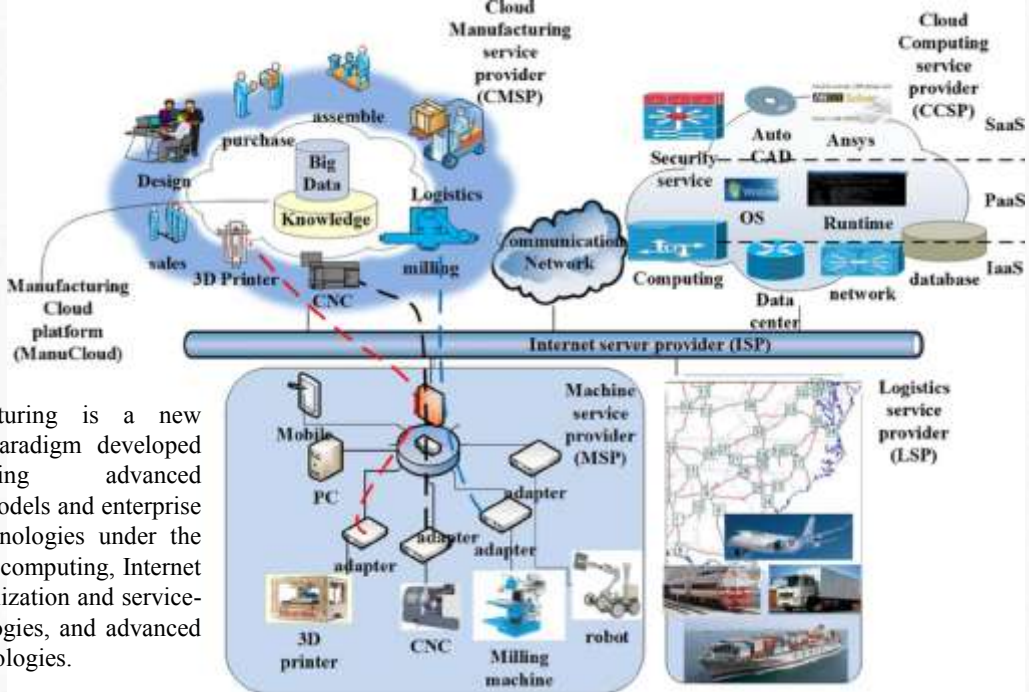 Cloud
Manufacturing
service
provider
(CMSP)
Cloud
Computing
service
provider
(CCSP)
SaaS
PaaS
IaaS
assemble
purchase
Design
Big
Data
Knowledge
Logistics
sales
3D Printer
CNC
milling
Security
service
Auto
CAD
Ansys
OS
Runtime
Computing
Data
center
network
database
ommunication
Network
Manufacturing
Cloud
platform
(ManuCloud)
Internet server provider (ISP)
Mobile
PC
adapter
adapter
adapter
adapter
Machine
service
provider
(MSP)
3D
printer
CNC
Milling
machine
robot
Logistics
service
provider
(LSP)
turing is a new
aradigm developed
ing advanced
odels and enterprise
nologies under the
computing, Internet
lization and service-
ogies, and advanced
ologies.